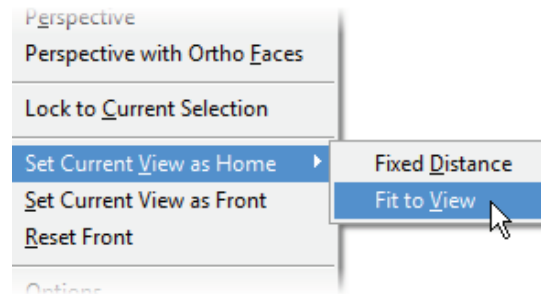 Perspective
Perspective with Ortho Faces
Lock to Current Selection
Set Current View as Home
Fixed Distance
Set Current View as Front
Fit to View
Reset Front
Options